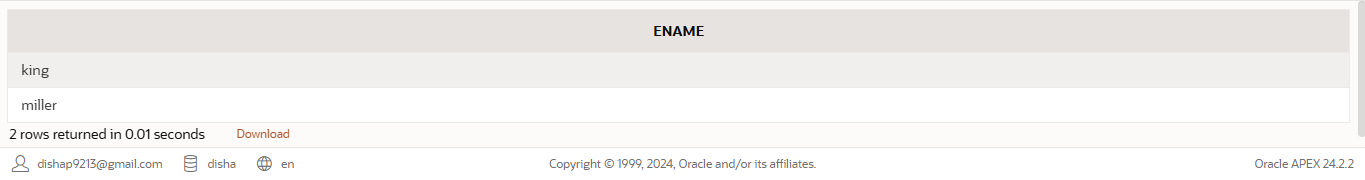 ENAME
king
miller
2 rows returned in 0.01 seconds Download
dishap9213@gmail.com disha en Copyright © 1999, 2024, Oracle and/or its affiliates. Oracle APEX 24.2.2